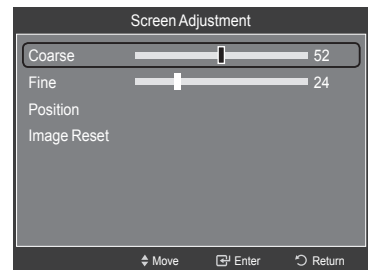 Screen Adjustment
Coarse 52
Fine 24
Position
Image Reset
Move Enter Return